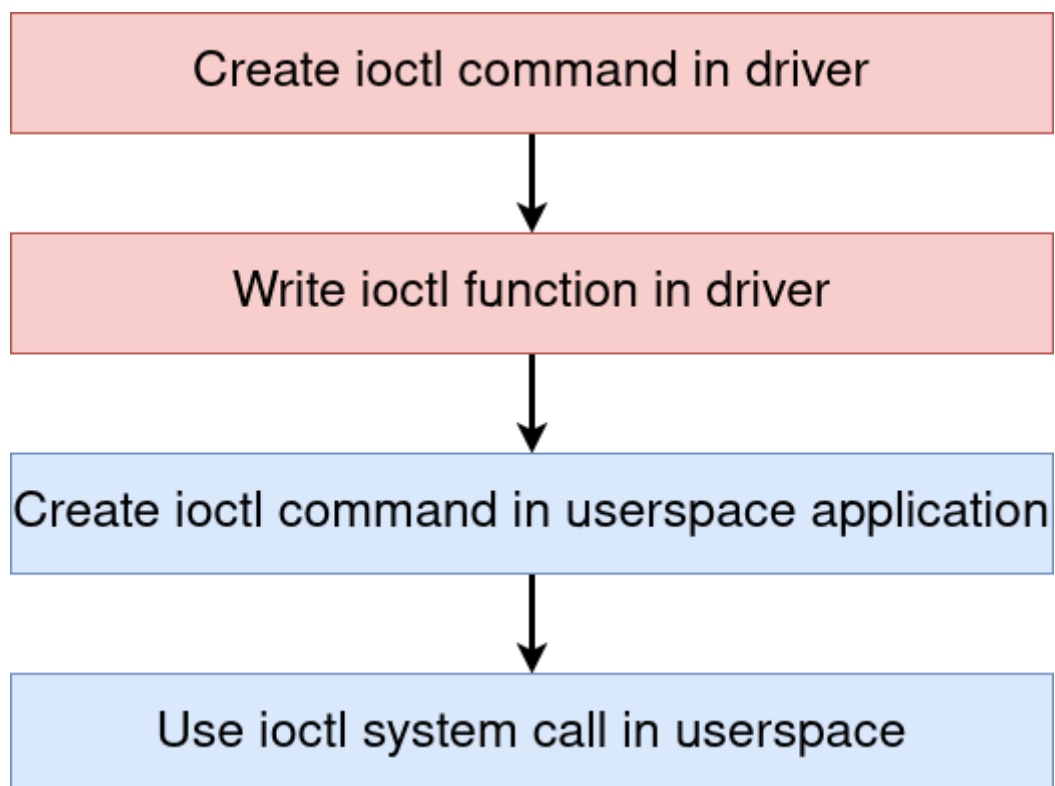 Create ioctl command in driver
Write ioctl function in driver
Create ioctl command in userspace application
Use ioctl system call in userspace